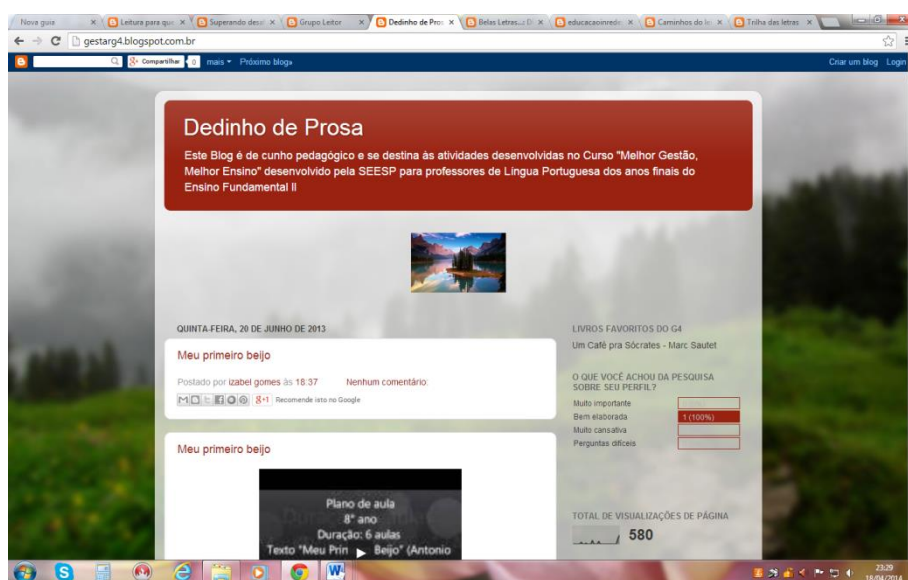 Nova guia
Leitura para que
Superando desa
Grupo Leitor
Dedinho de Pros
Belas Letras...: Di
educacaoinrede:
Caminhos do le
Trilha das letras
gestarg4.blogspot.com.br
Compartilhar 0 mais Próximo blog» Criar um blog Login
Dedinho de Prosa
Este Blog é de cunho pedagógico e se destina ás atividades desenvolvidas no Curso "Melhor Gestão,
Melhor Ensino" desenvolvido pela SEESP para professores de Lingua Portuguesa dos anos finais do
Ensino Fundamental II
QUINTA-FEIRA, 20 DE JUNHO DE 2013
Meu primeiro beijo
Postado por izabel gomes às 18:37 Nenhum comentário:
g+1 Recomende isto no Google
Meu primeiro beijo
Plano de aula
8° ano
Duração: 6 aulas
Texto "Meu Prin Beijo" (Antonio
LIVROS FAVORITOS DO G4
Um Café pra Sócrates - Marc Sautet
O QUE VOCÊ ACHOU DA PESQUISA
SOBRE SEU PERFIL?
Muito importante
Bem elaborada 1 (100%)
Muito cansativa
Perguntas difíceis
TOTAL DE VISUALIZAÇÕES DE PÁGINA
580
23:29
18/04/2014